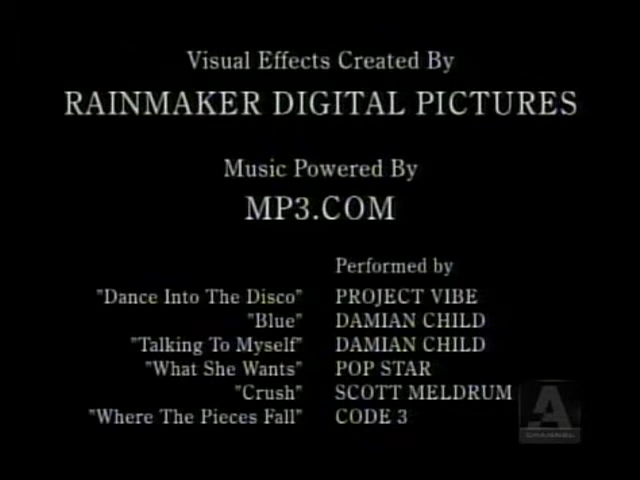 Visual Effects Created By
RAINMAKER DIGITAL PICTURES
Music Powered By
MP3.COM
Performed by
"Dance Into The Disco" PROJECT VIBE
"Blue" DAMIAN CHILD
"Talking To Myself" DAMIAN CHILD
"What She Wants" POP STAR
"Crush" SCOTT MELDRUM
"Where The Pieces Fall" CODE 3
A
CHANNEL